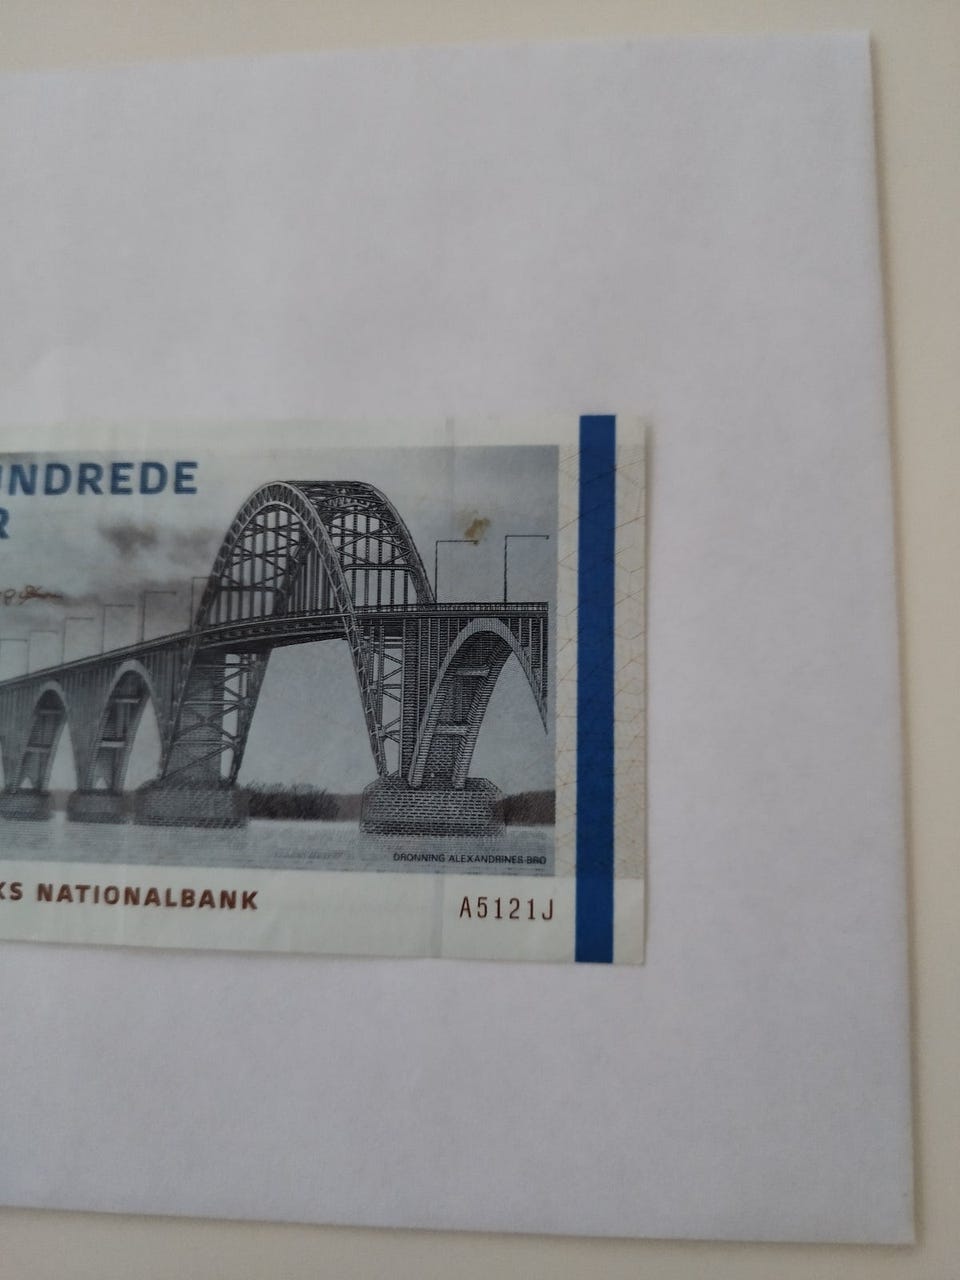 NDREDE
R
DRONNING ALEXANDRINES BRO
KS NATIONALBANK
A5121J